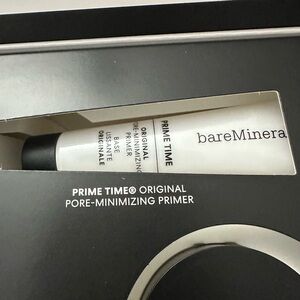 bareMinera
PRIME TIME
ORIGINAL
PORE-MINIMIZING
PRIMER
BASE
LISSANTE
ORIGINALE
PRIME TIME® ORIGINAL
PORE-MINIMIZING PRIMER